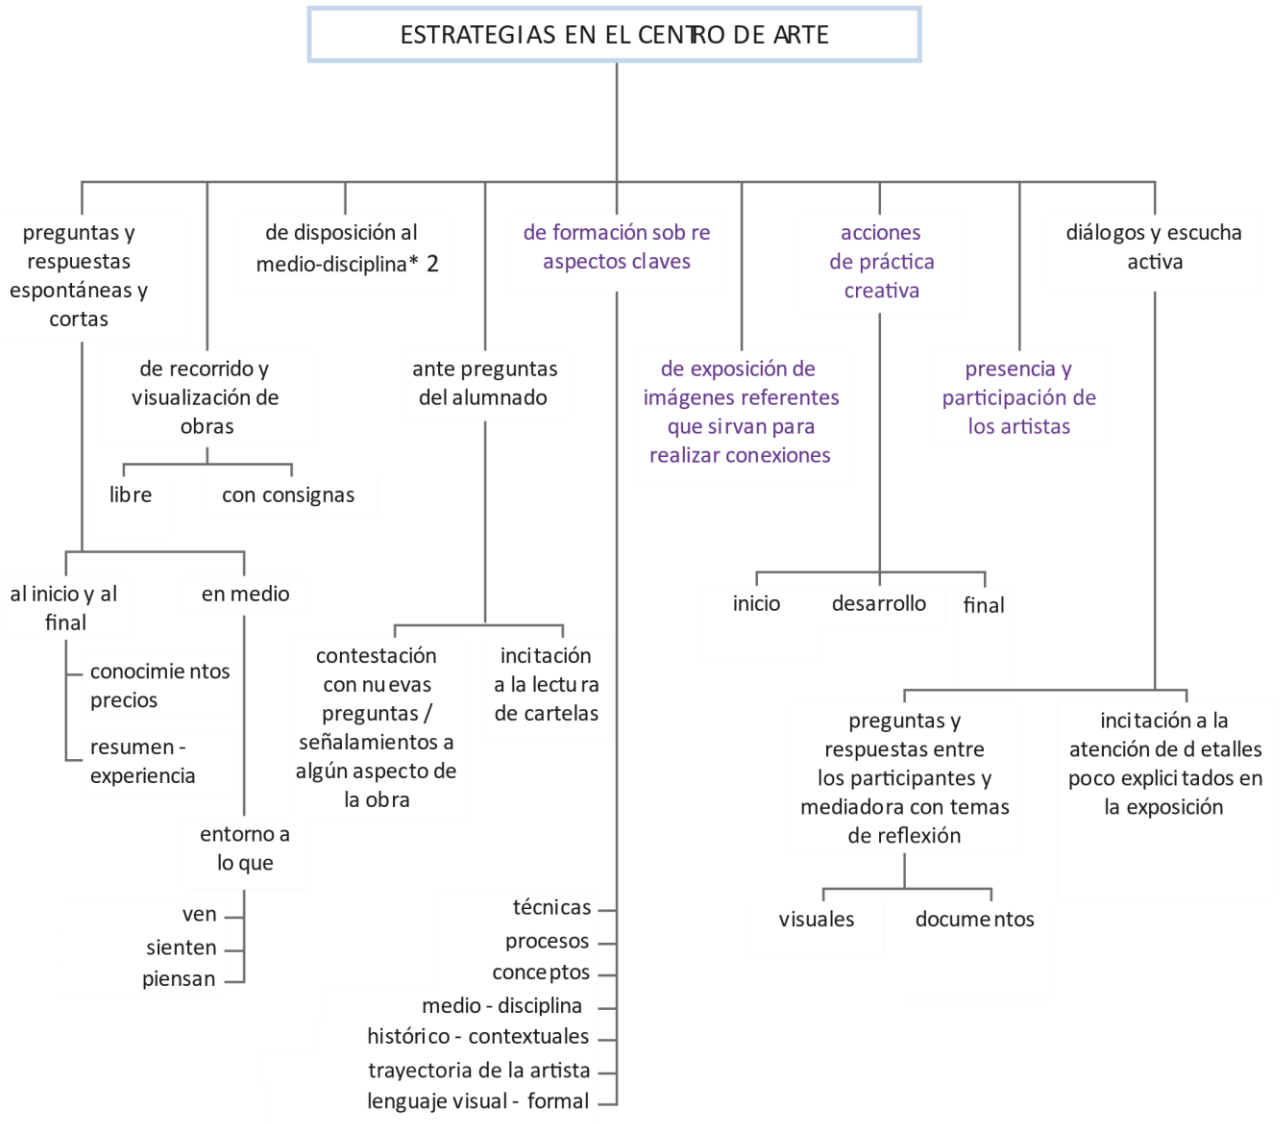 ESTRATEGIAS EN EL CENTRO DE ARTE
preguntas y
respuestas
espontáneas y
cortas
de disposición al
medio-disciplina* 2
de formación sob re
aspectos claves
acciones
de práctica
creativa
diálogos y escucha
activa
de recorrido y
visualización de
obras
ante preguntas
del alumnado
de exposición de
imágenes referentes
que sirvan para
realizar conexiones
presencia y
participación de
los artistas
libre
con consignas
al inicio y al
final
en medio
inicio
desarrollo
final
conocimie ntos
precios
resumen -
experiencia
contestación
con nuevas
preguntas /
señalamientos a
algún aspecto de
la obra
incitación
a la lectura
de cartelas
preguntas y
respuestas entre
los participantes y
mediadora con temas
de reflexión
incitación a la
atención de d etalles
poco explici tados en
la exposición
entorno a
lo que
ven
sienten
piensan
técnicas
procesos
conceptos
medio - disciplina
histórico - contextuales
trayectoria de la artista
lenguaje visual - formal
visuales
documentos